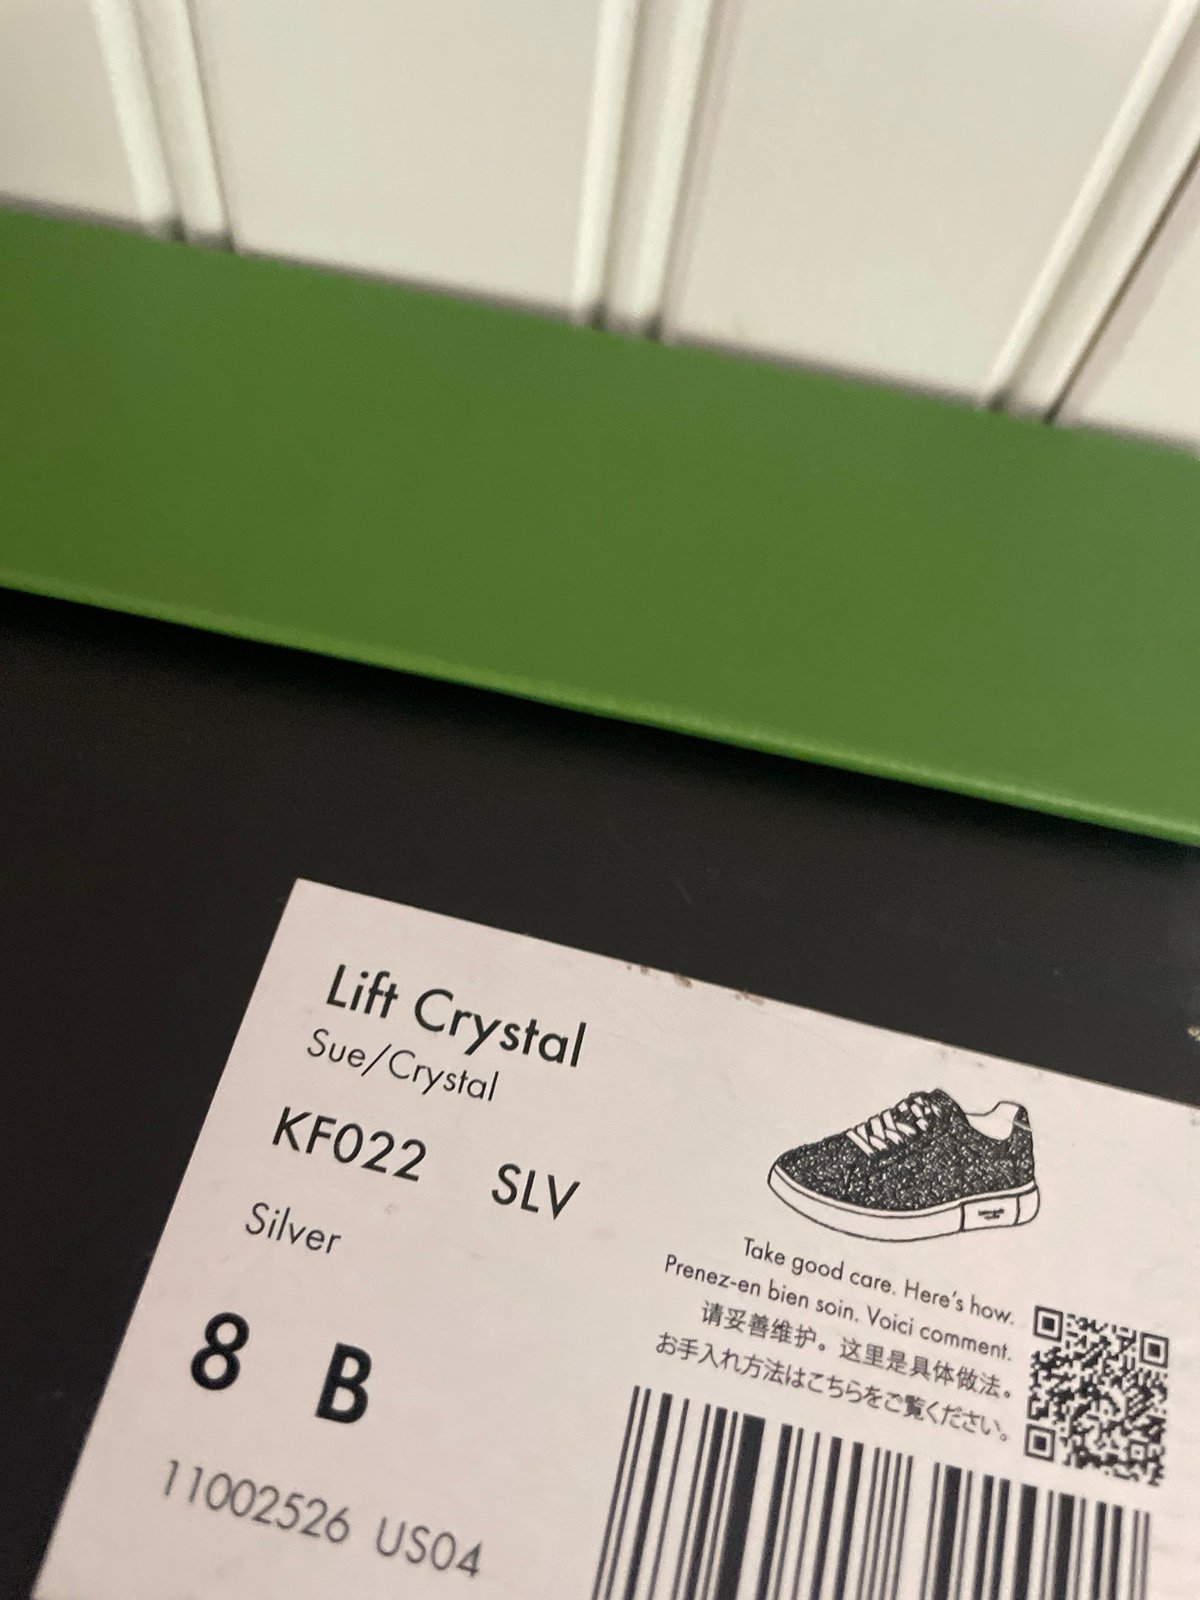 Lift Crystal
Sue/Crystal
KF022 SLV
Silver
8 B
11002526 US04
Take good care. Here's how.
Prenez-en bien soin. Voici comment.
请妥善维护。这里是具体做法。
お手入れ方法はこちらをご覧ください。